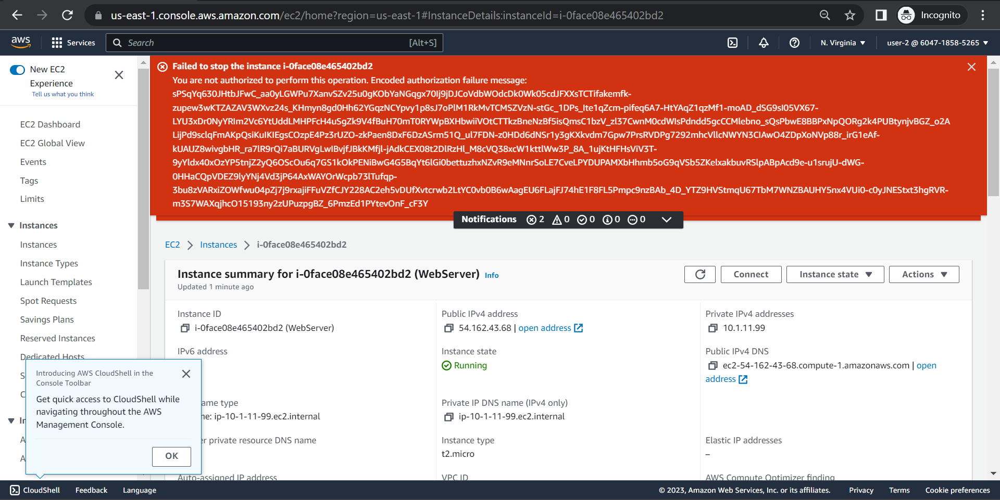 us-east-1.console.aws.amazon.com/ec2/home?region=us-east-1#InstanceDetails:instanceId=i-0face08e465402bd2
Incognito
aws
Services
Search
[Alt+S]
N. Virginia
user-2 @ 6047-1858-5265
New EC2
Experience
Tell us what you think
EC2 Dashboard
EC2 Global View
Events
Tags
Limits
Instances
Instances
Instance Types
Launch Templates
Spot Requests
Savings Plans
Reserved Instances
Dedicated Hosts
Failed to stop the instance i-0face08e465402bd2
You are not authorized to perform this operation. Encoded authorization failure message:
sPSqYq630JHtbJFwC_aa0yLGWPu7XanvSZv25u0gKObYaNGqgx70Ij9jDJCoVdbWOdcDk0Wk05cdJFXXsTCTifakemfk-
zupew3wKTZAZAV3WXvz24s_KHmyn8gd0Hh62YGqzNCYpvy1p8sJ7oPlM1RkMvTCMSZVzN-stGc_1DPs_Ite1qZcm-pifeq6A7-HtYAqZ1qzMf1-moAD_dSG9sI05VX67-
LYU3xDr0NyYRIm2Vc6YtUddLMHPFcH4uSgZk9V4fBuH70mT0RYWpBXHbwiiVOtCTTkzBneNzBf5isQmsC1bzV_zl37CwnM0cdWIsPdndd5gcCCMlebno_sQsPbwE8BBPxNpQORg2k4PUBtynjvBGZ_o2A
LijPd9sclqFmAKpQsiKuIKIEgsCOzpE4Pz3rUZO-zkPaen8DxF6DzASrm51Q_ul7FDN-z0HDd6dNSr1y3gKXkvdm7Gpw7PrsRVDPg7292mhcVllcNWYN3CIAwO4ZDpXoNVp88r_irG1eAf-
kUAUZ8wivgbHR_ra7lR9rQi7aBURVgLwIBvjfJBkKMfjl-jAdkCEX08t2DlRzHl_M8cVQ38xcW1kttlWw3P_8A_1ujKtHFHsViV3T-
9yYldx40xOzYP5tnjZ2yQ6OScOu6q7GS1kOkPENiBwG4G5BqYt6lGi0bettuzhxNZvR9eMNnrSoLE7CveLPYDUPAMXbHhmb5oG9qVSb5ZKelxakbuvRSlpABpAcd9e-u1srujU-dWG-
0HHaCQpVDEZ9lyYNj4Vd3jP64AxWAYOrWcpb73lTufqp-
3bu8zVARxiZOWfwu04pZj7j9rxajiFFuVZfCJY228AC2eh5vDUfXvtcrwb2LtYC0vb0B6wAagEU6FLajFJ74hE1F8FL5Pmpc9nzBAb_4D_YTZ9HVStmqU67TbM7WNZBAUHY5nx4VUi0-c0yJNEStxt3hgRVR-
m3S7WAXqjhcO15193ny2zUPuzpgBZ_6PmzEd1PYtevOnF_cF3Y
Notifications 2 0 0 0 0
EC2 > Instances > i-0face08e465402bd2
Instance summary for i-0face08e465402bd2 (WebServer) Info
Updated 1 minute ago
Connect
Instance state
Actions
Instance ID
i-0face08e465402bd2 (WebServer)
Public IPv4 address
54.162.43.68 | open address
Private IPv4 addresses
10.1.11.99
IPv6 address
Instance state
Running
Public IPv4 DNS
ec2-54-162-43-68.compute-1.amazonaws.com | open
address
ame type
ne: ip-10-1-11-99.ec2.internal
Private IP DNS name (IPv4 only)
ip-10-1-11-99.ec2.internal
er private resource DNS name
Instance type
t2.micro
Elastic IP addresses
–
Auto-assigned IP address
VPC ID
AWS Compute Optimizer finding
Introducing AWS CloudShell in the
Console Toolbar
Get quick access to CloudShell while
navigating throughout the AWS
Management Console.
OK
CloudShell
Feedback
Language
© 2023, Amazon Web Services, Inc. or its affiliates.
Privacy
Terms
Cookie preferences